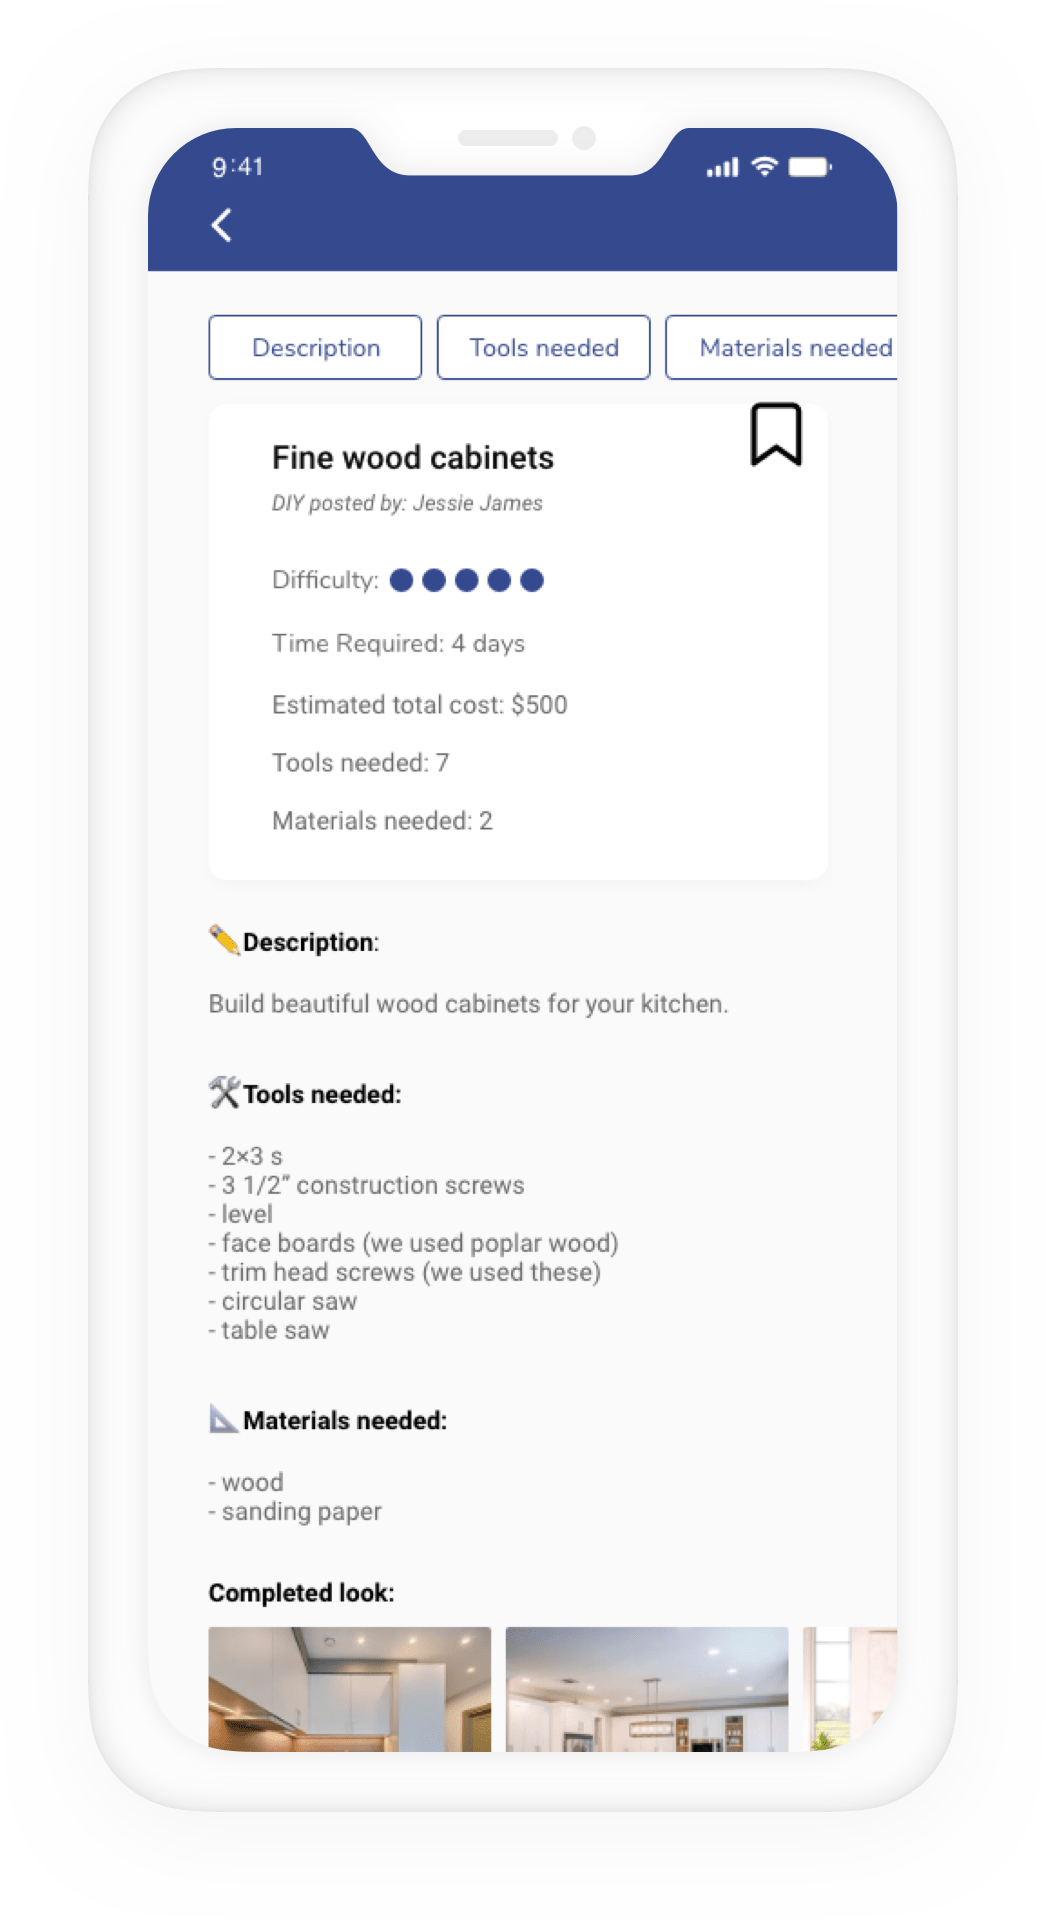 9:41
Description
Tools needed
Materials needed
Fine wood cabinets
DIY posted by: Jessie James
Difficulty:
Time Required: 4 days
Estimated total cost: $500
Tools needed: 7
Materials needed: 2
Description:
Build beautiful wood cabinets for your kitchen.
Tools needed:
- 2×3 s
- 3 1/2” construction screws
- level
- face boards (we used poplar wood)
- trim head screws (we used these)
- circular saw
- table saw
Materials needed:
- wood
- sanding paper
Completed look: